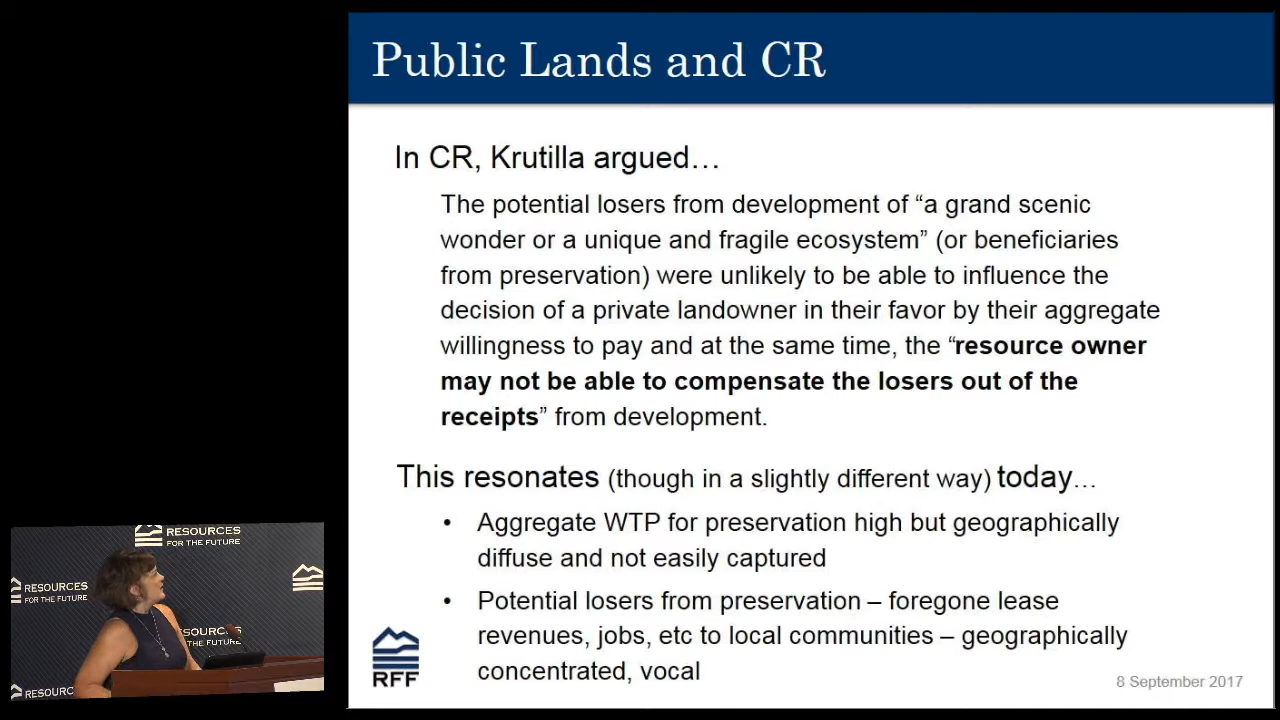 Public Lands and CR
In CR, Krutilla argued…
The potential losers from development of “a grand scenic
wonder or a unique and fragile ecosystem” (or beneficiaries
from preservation) were unlikely to be able to influence the
decision of a private landowner in their favor by their aggregate
willingness to pay and at the same time, the “resource owner
may not be able to compensate the losers out of the
receipts” from development.
This resonates (though in a slightly different way) today…
• Aggregate WTP for preservation high but geographically
diffuse and not easily captured
• Potential losers from preservation – foregone lease
revenues, jobs, etc to local communities – geographically
concentrated, vocal
RFF
8 September 2017
RESOURCES
FOR THE FUTURE
RESOURCES
FOR THE FUTURE
SOURCES
THE FUTURE
RESOURC